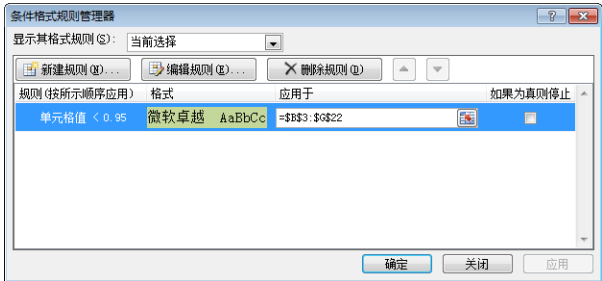 条件格式规则管理器
显示其格式规则(S): 当前选择
新建规则(N)... 编辑规则(E)... 删除规则(D)
规则(按所示顺序应用) 格式 应用于 如果为真则停止
单元格值 < 0.95 微软卓越 AaBbCc =$B$3:$G$22
确定 关闭 应用